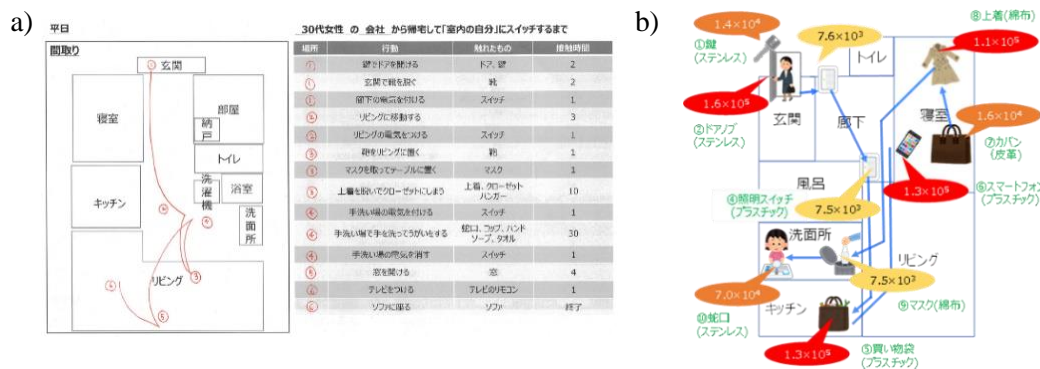 a)
平日
間取り
玄関
寝室
部屋
納戸
トイレ
洗濯機
浴室
キッチン
洗面所
リビング
① ④ ③ ⑤ ⑥
30代女性 の 会社 から帰宅して「室内の自分」にスイッチするまで
場所 行動 触れたもの 接触時間
① 鍵でドアを開ける ドア、鍵 2
① 玄関で靴を脱ぐ 靴 2
① 廊下の電気を付ける スイッチ 1
② リビングに移動する 3
② リビングの電気をつける スイッチ 1
③ 鞄をリビングに置く 鞄 1
③ マスクを取ってテーブルに置く マスク 1
③ 上着を脱いでクローゼットにしまう 上着、クローゼット ハンガー 10
④ 手洗い場の電気を付ける スイッチ 1
④ 手洗い場で手を洗ってうがいをする 蛇口、コップ、ハンドソープ、タオル 30
④ 手洗い場の電気を消す スイッチ 1
⑤ 窓を開ける 窓 4
⑥ テレビをつける テレビのリモコン 1
⑥ ソファに座る ソファ 終了
b)
1.4×10⁴
①鍵
(ステンレス)
7.6×10³
トイレ
⑧上着(綿布)
1.1×10⁵
1.6×10⁵
②ドアノブ
(ステンレス)
玄関
廊下
寝室
1.6×10⁴
⑦カバン
(皮革)
風呂
1.3×10⁵
⑥スマートフォン
(プラスチック)
④照明スイッチ
(プラスチック)
7.5×10³
洗面所
リビング
7.5×10³
⑨マスク(綿布)
7.0×10⁴
⑩蛇口
(ステンレス)
キッチン
1.3×10⁵
⑤買い物袋
(プラスチック)